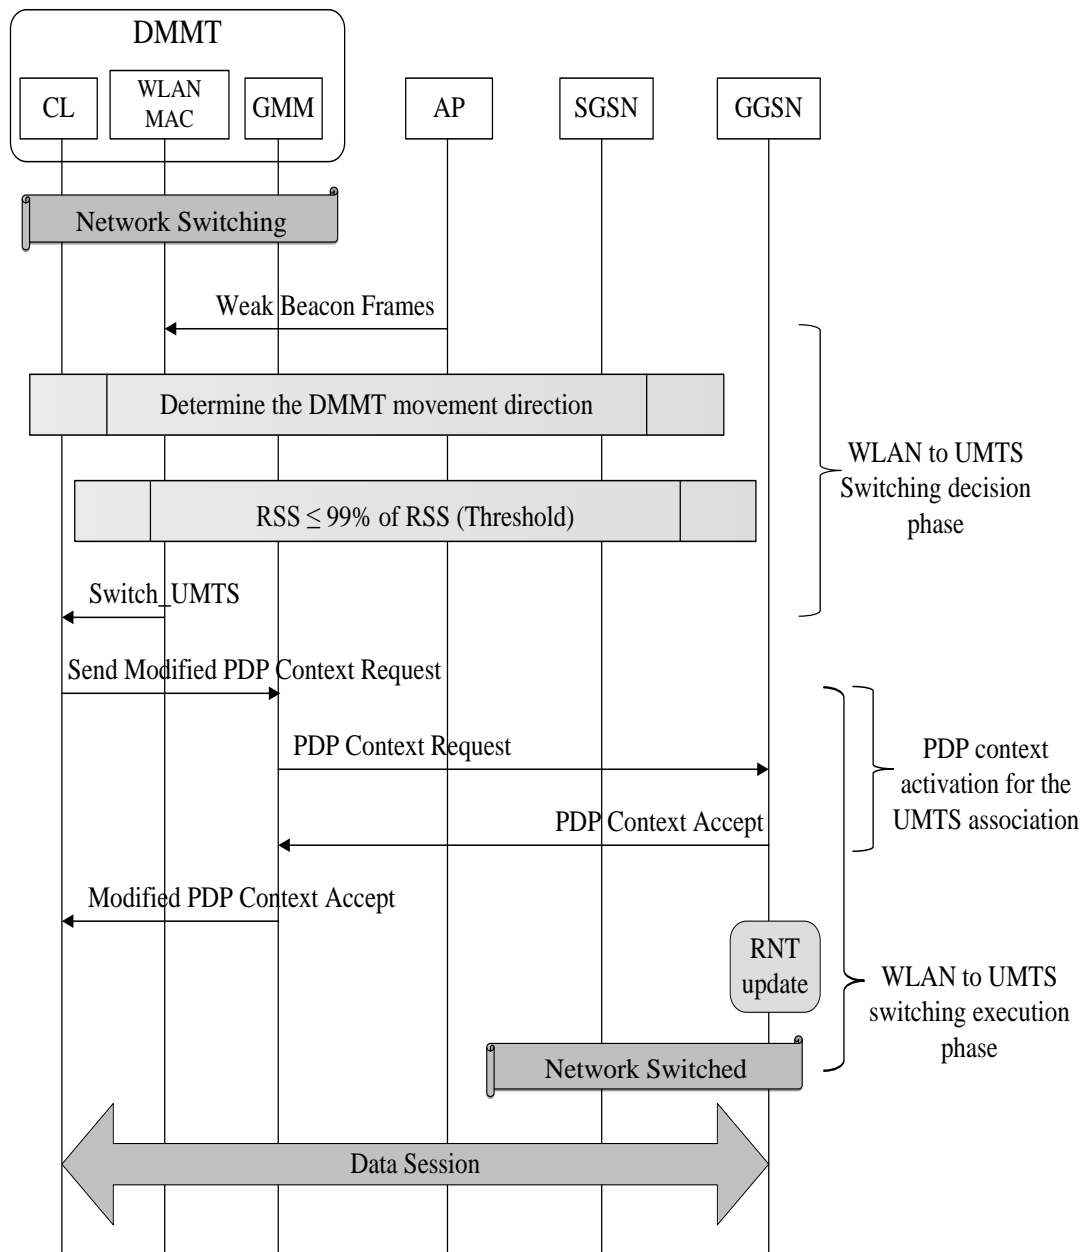 DMMT
CL
WLAN
MAC
GMM
AP
SGSN
GGSN
Network Switching
Weak Beacon Frames
Determine the DMMT movement direction
RSS ≤ 99% of RSS (Threshold)
WLAN to UMTS
Switching decision
phase
Switch_UMTS
Send Modified PDP Context Request
PDP Context Request
PDP Context Accept
PDP context
activation for the
UMTS association
Modified PDP Context Accept
RNT
update
WLAN to UMTS
switching execution
phase
Network Switched
Data Session